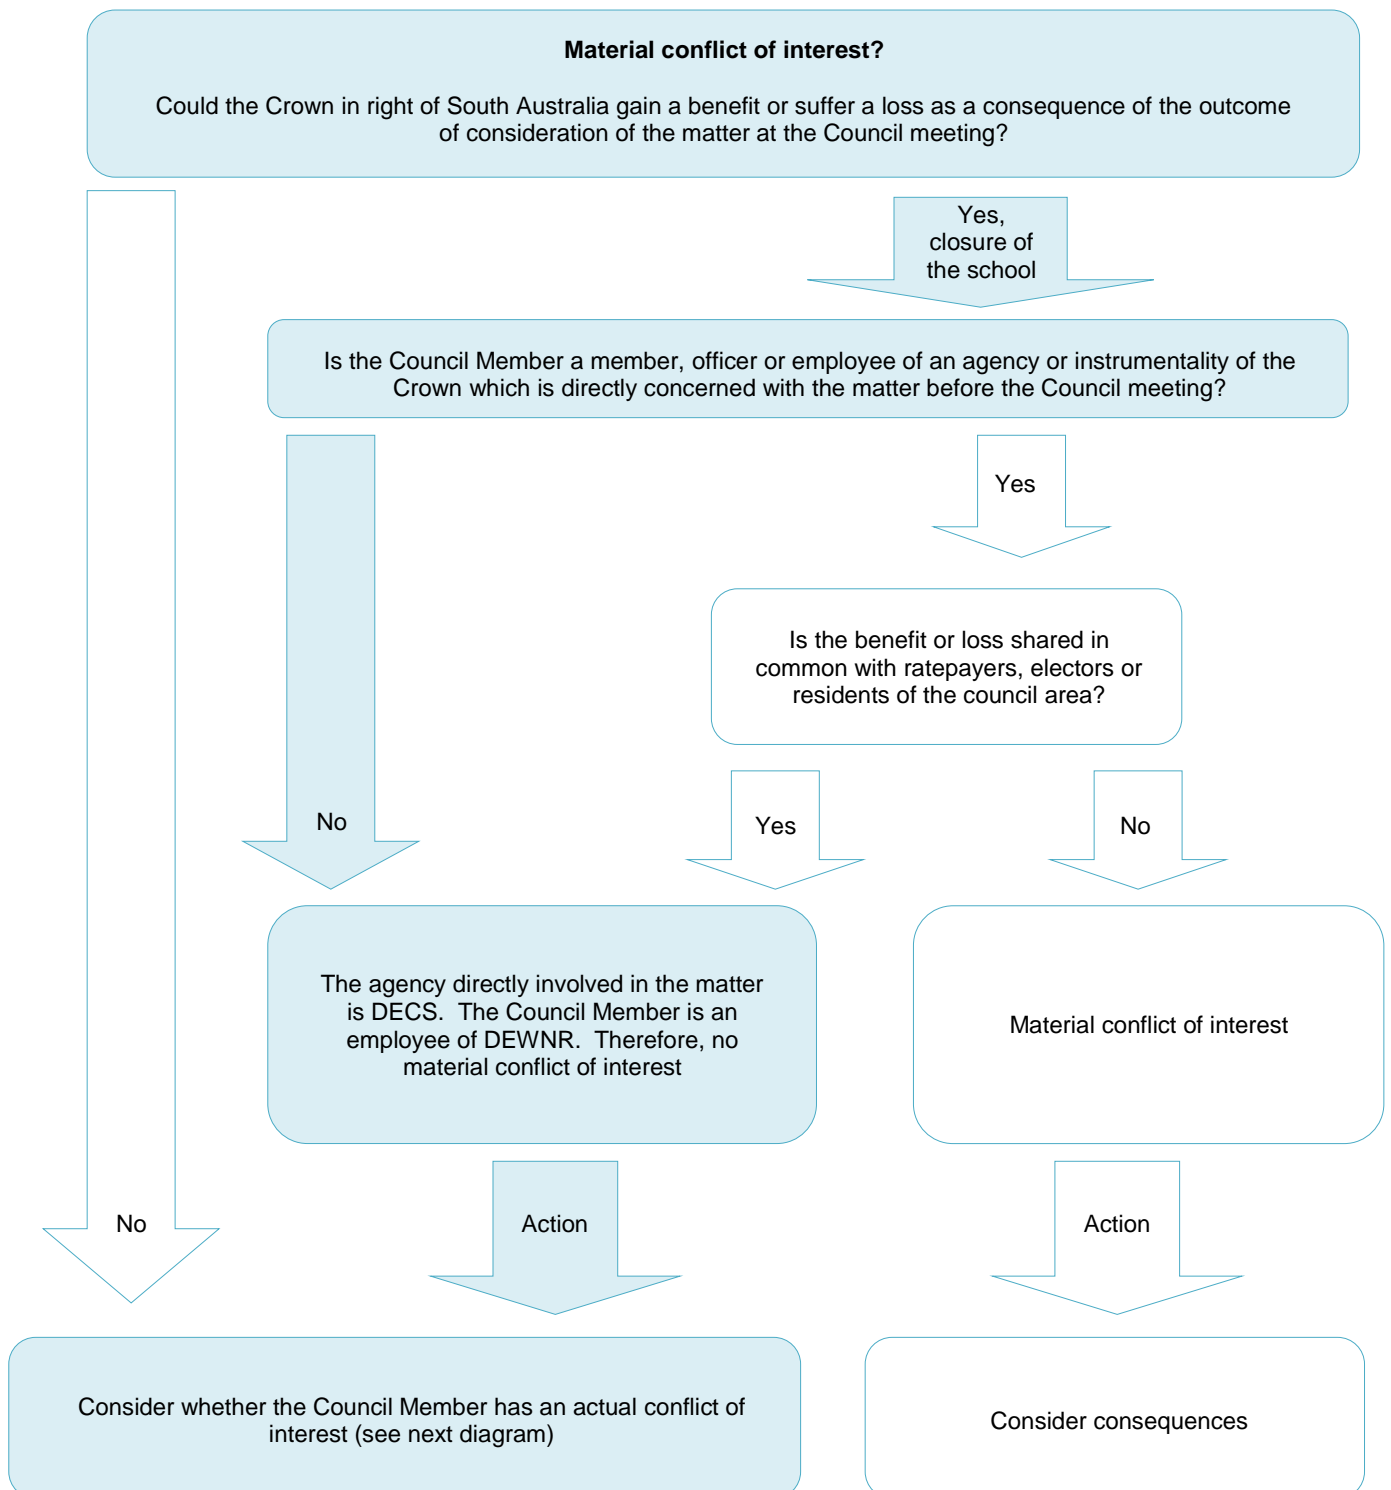 Material conflict of interest?
Could the Crown in right of South Australia gain a benefit or suffer a loss as a consequence of the outcome
of consideration of the matter at the Council meeting?
Yes,
closure of
the school
Is the Council Member a member, officer or employee of an agency or instrumentality of the
Crown which is directly concerned with the matter before the Council meeting?
Yes
Is the benefit or loss shared in
common with ratepayers, electors or
residents of the council area?
No
Yes
No
The agency directly involved in the matter
is DECS.  The Council Member is an
employee of DEWNR.  Therefore, no
material conflict of interest
Material conflict of interest
No
Action
Action
Consider whether the Council Member has an actual conflict of
interest (see next diagram)
Consider consequences